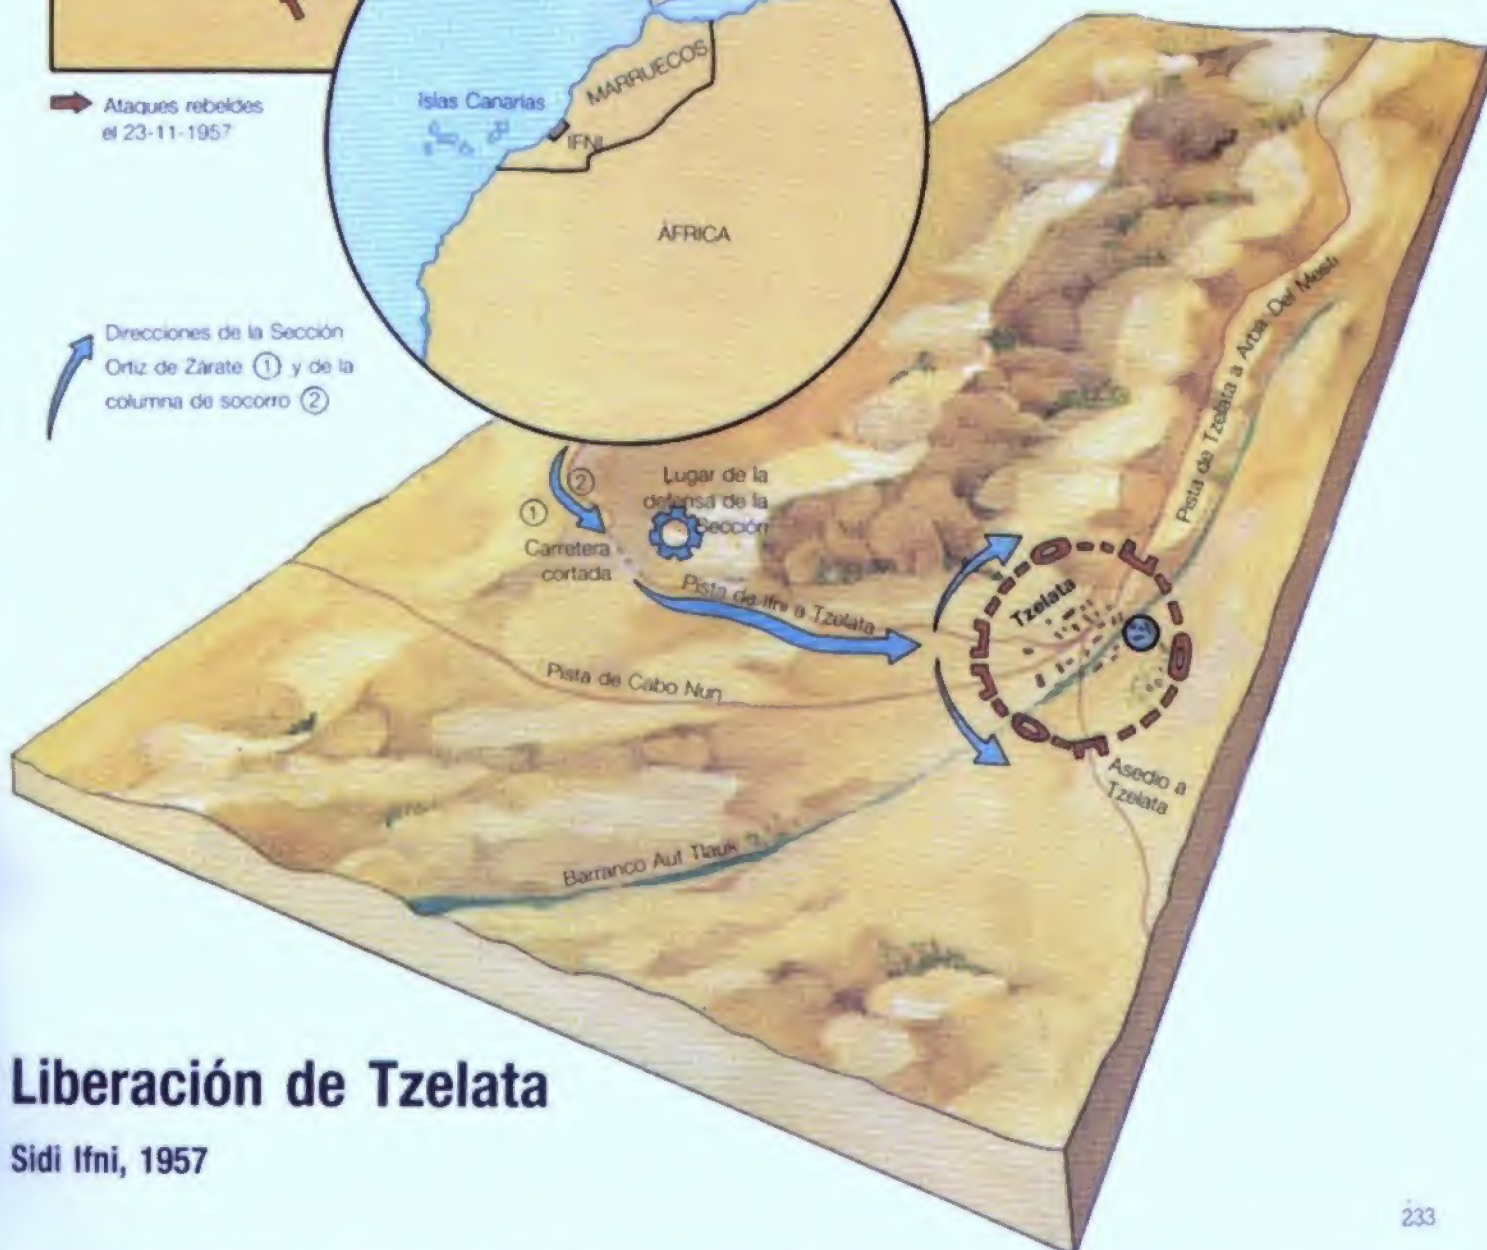 Ataques rebeldes
el 23-11-1957
Islas Canarias
MARRUECOS
IFNI
ÁFRICA
Direcciones de la Sección
Ortiz de Zárate ① y de la
columna de socorro ②
②
①
Lugar de la
defensa de la
Sección
Carretera
cortada
Pista de Ifni a Tzelata
Pista de Cabo Nun
Tzelata
Pista de Tzelata a Arba Del Mesti
Asedio a
Tzelata
Barranco Auf Tlauk
Liberación de Tzelata
Sidi Ifni, 1957
233